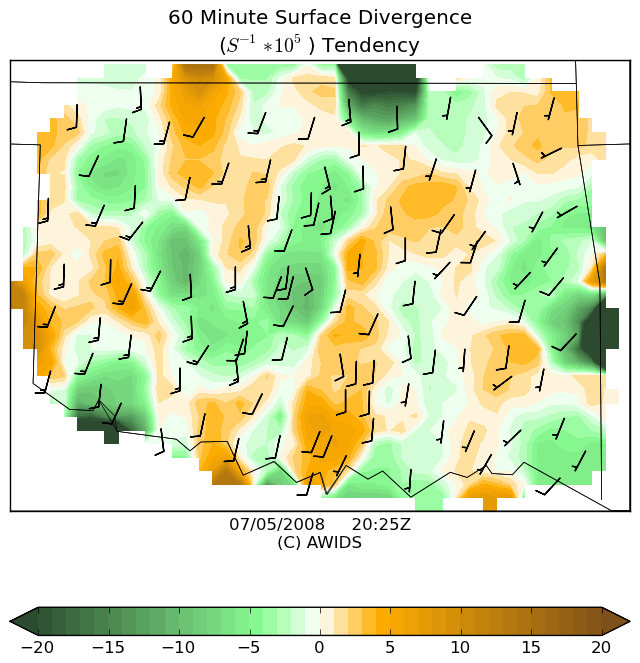 60 Minute Surface Divergence
(S⁻¹ *10⁵ ) Tendency
07/05/2008 20:25Z
(C) AWIDS
−20 −15 −10 −5 0 5 10 15 20